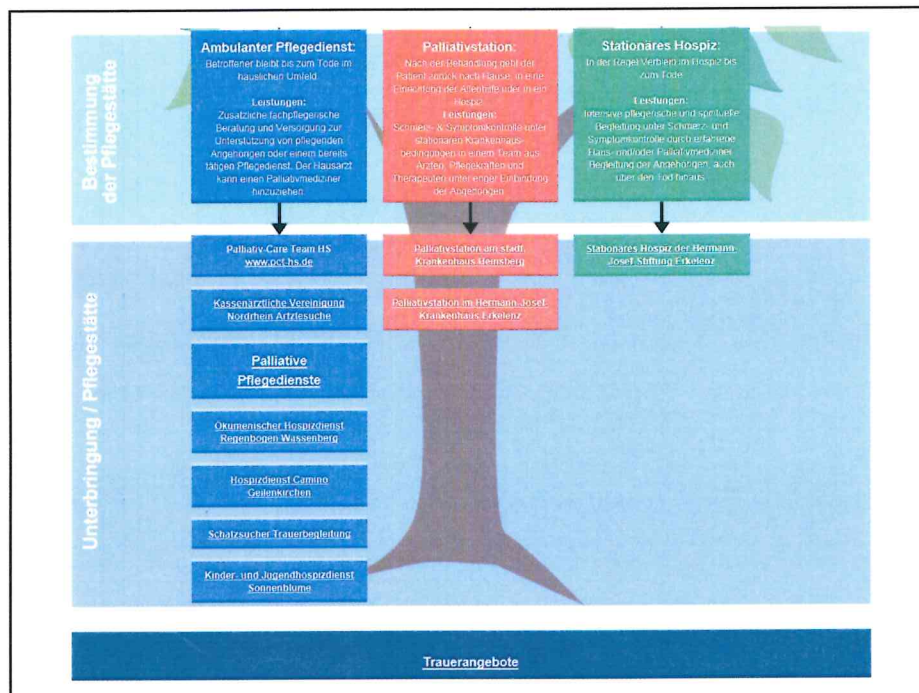 Bestimmung
der Pflegestätte
Ambulanter Pflegedienst:
Betroffener bleibt bis zum Tode im
häuslichen Umfeld.
Leistungen:
Zusätzliche fachpflegerische
Beratung und Versorgung zur
Unterstützung von pflegenden
Angehörigen oder einem bereits
tätigen Pflegedienst. Der Hausarzt
kann einen Palliativmediziner
hinzuziehen.
Palliativstation:
Nach der Behandlung geht der
Patient zurück nach Hause, in eine
Einrichtung der Altenhilfe oder in ein
Hospiz.
Leistungen:
Schmerz- & Symptomkontrolle unter
stationären Krankenhaus-
bedingungen in einem Team aus
Ärzten, Pflegekräften und
Therapeuten unter enger Einbindung
der Angehörigen.
Stationäres Hospiz:
In der Regel Verbleib im Hospiz bis
zum Tode.
Leistungen:
Intensive pflegerische und spirituelle
Begleitung unter Schmerz- und
Symptomkontrolle durch erfahrene
Haus- und/oder Palliativmediziner.
Begleitung der Angehörigen, auch
über den Tod hinaus.
Unterbringung / Pflegestätte
Palliativ-Care Team HS
www.pct-hs.de
Kassenärztliche Vereinigung
Nordrhein Artztesuche
Palliative
Pflegedienste
Ökumenischer Hospizdienst
Regenbogen Wassenberg
Hospizdienst Camino
Geilenkirchen
Schatzsucher Trauerbegleitung
Kinder- und Jugendhospizdienst
Sonnenblume
Palliativstation am städt.
Krankenhaus Heinsberg
Palliativstation im Hermann-Josef
Krankenhaus Erkelenz
Stationäres Hospiz der Hermann-
Josef-Stiftung Erkelenz
Trauerangebote